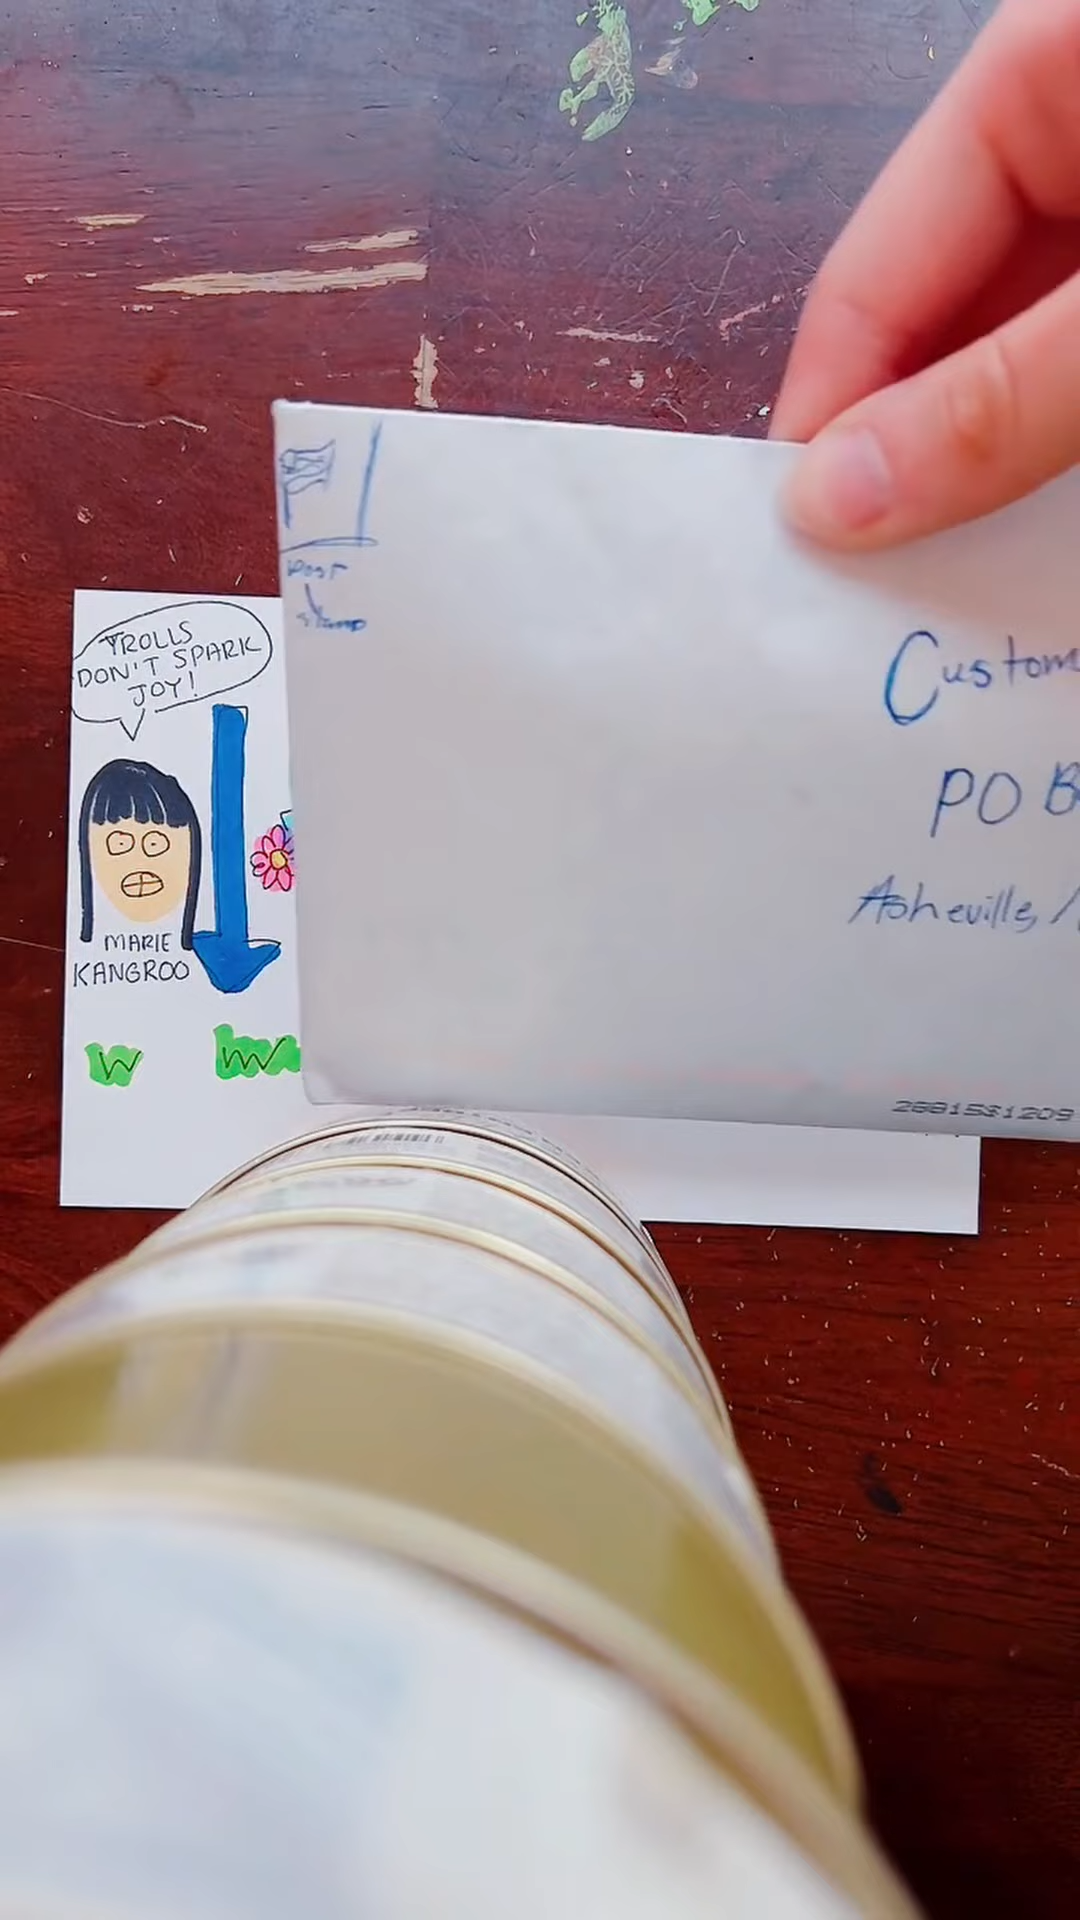 Post
stamp
Custom
PO B
Asheville,
2881531209
TROLLS
DON'T SPARK
JOY!
MARIE
KANGROO